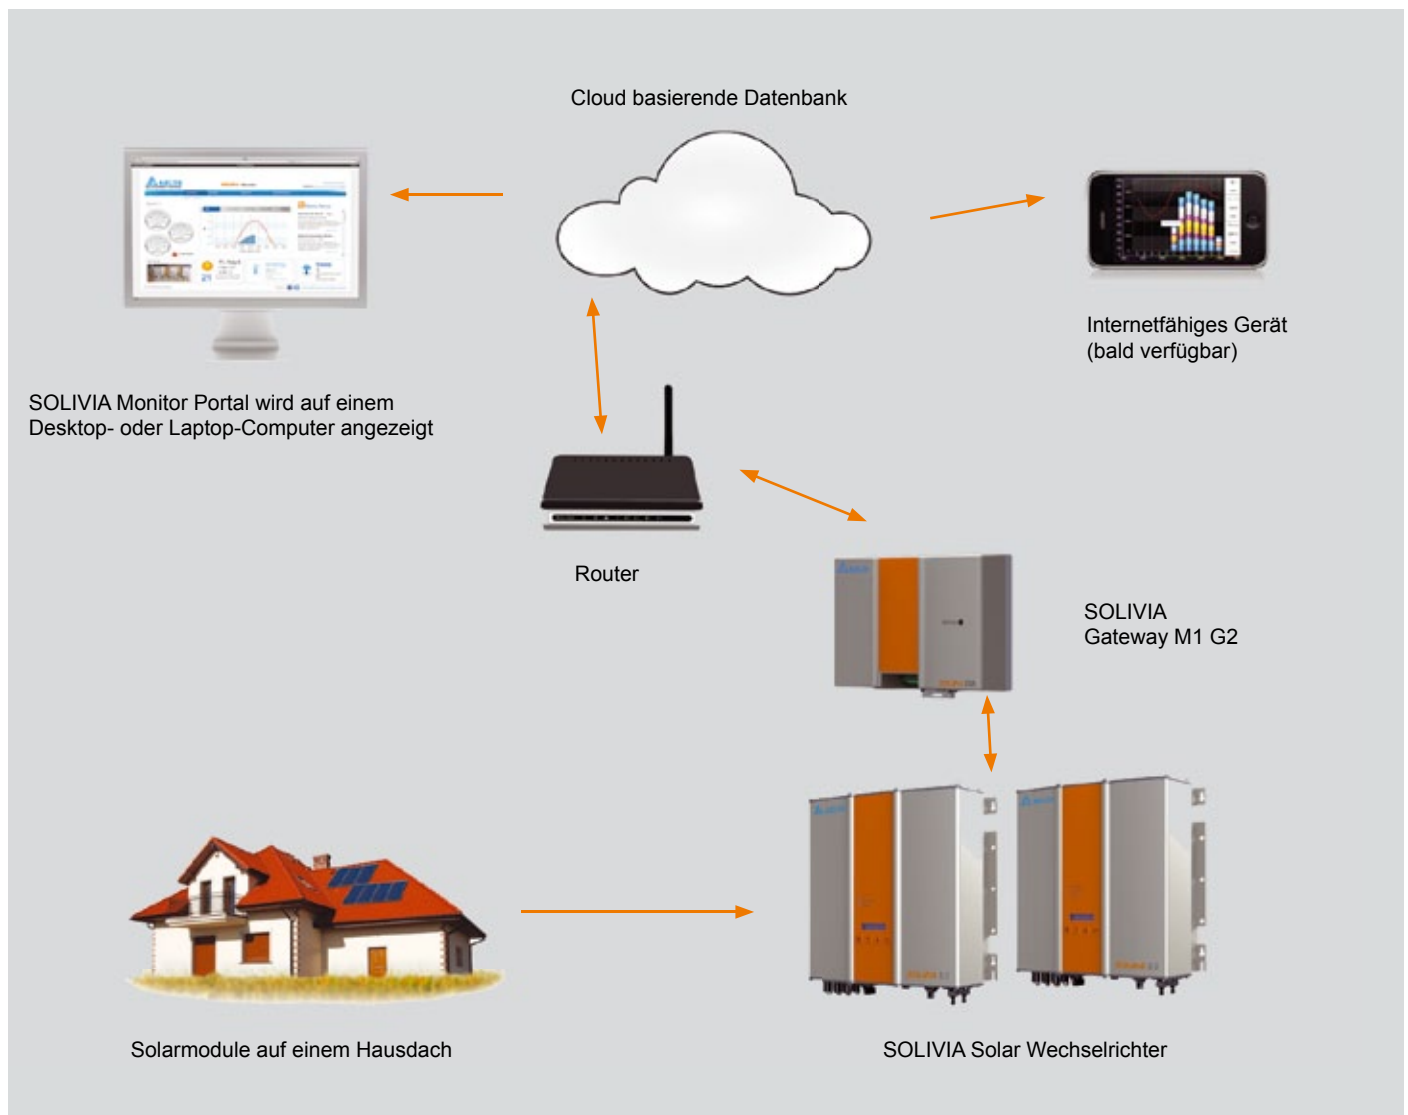 Cloud basierende Datenbank
Internetfähiges Gerät
(bald verfügbar)
SOLIVIA Monitor Portal wird auf einem
Desktop- oder Laptop-Computer angezeigt
Router
SOLIVIA
Gateway M1 G2
Solarmodule auf einem Hausdach
SOLIVIA Solar Wechselrichter